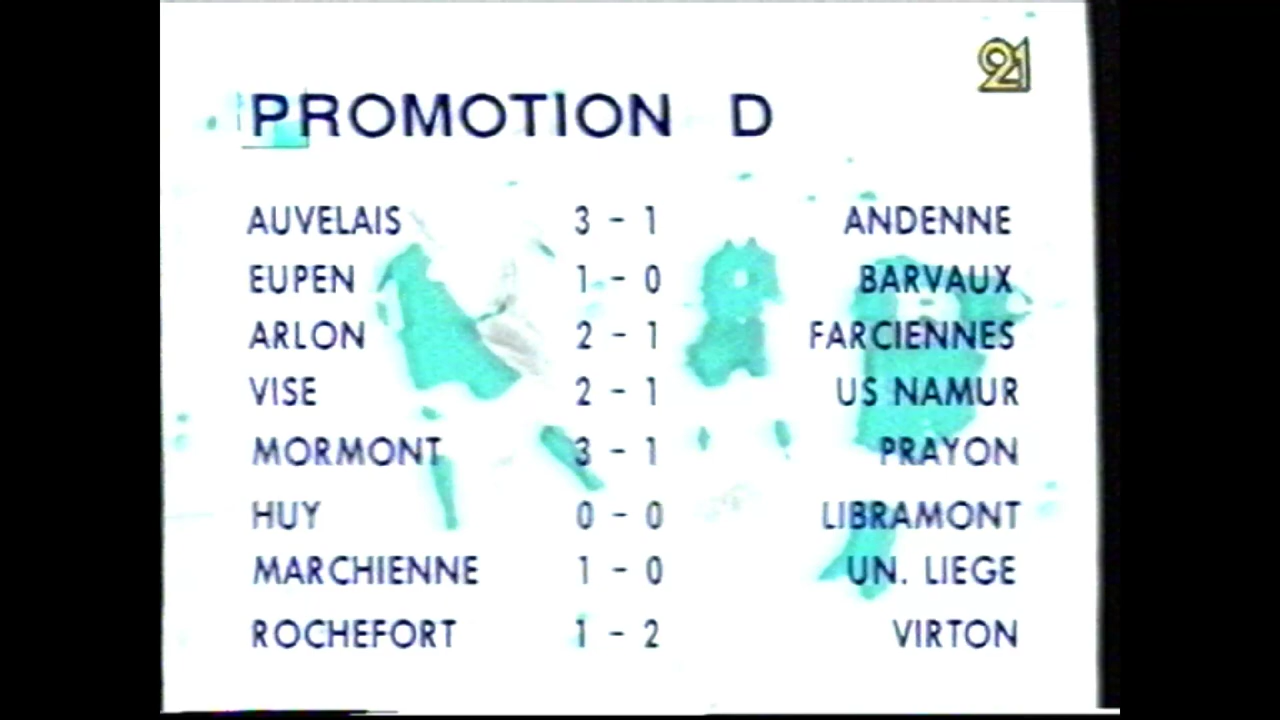 21
PROMOTION D
AUVELAIS 3 - 1 ANDENNE
EUPEN 1 - 0 BARVAUX
ARLON 2 - 1 FARCIENNES
VISE 2 - 1 US NAMUR
MORMONT 3 - 1 PRAYON
HUY 0 - 0 LIBRAMONT
MARCHIENNE 1 - 0 UN. LIEGE
ROCHEFORT 1 - 2 VIRTON